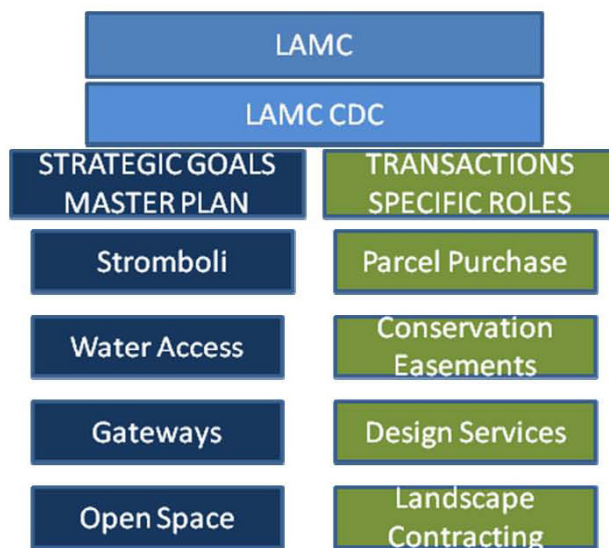 LAMC
LAMC CDC
STRATEGIC GOALS
MASTER PLAN
TRANSACTIONS
SPECIFIC ROLES
Stromboli
Parcel Purchase
Water Access
Conservation
Easements
Gateways
Design Services
Open Space
Landscape
Contracting